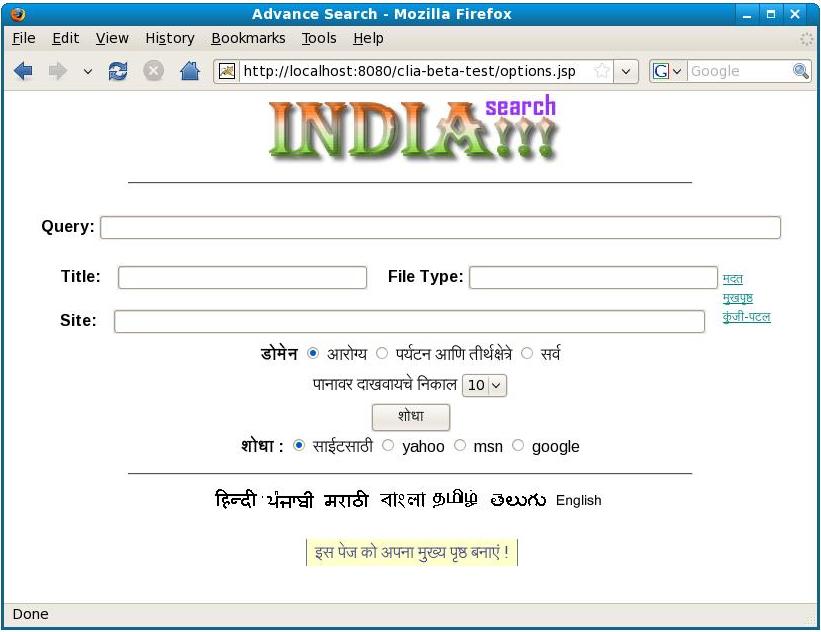 Advance Search - Mozilla Firefox
File Edit View History Bookmarks Tools Help
http://localhost:8080/clia-beta-test/options.jsp G Google
search
INDIA!!!
Query:
Title: File Type: मदत
मुखपृष्ठ
Site: कुंजी-पटल
डोमेन आरोग्य पर्यटन आणि तीर्थक्षेत्रे सर्व
पानावर दाखवायचे निकाल 10
शोधा
शोधा : साईटसाठी yahoo msn google
हिन्दी ਪੰਜਾਬੀ मराठी বাংলা தமிழ் తెలుగు English
इस पेज को अपना मुख्य पृष्ठ बनाएं !
Done